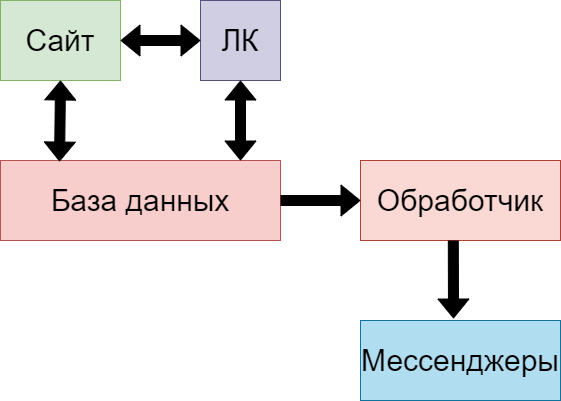 Сайт
ЛК
База данных
Обработчик
Мессенджеры